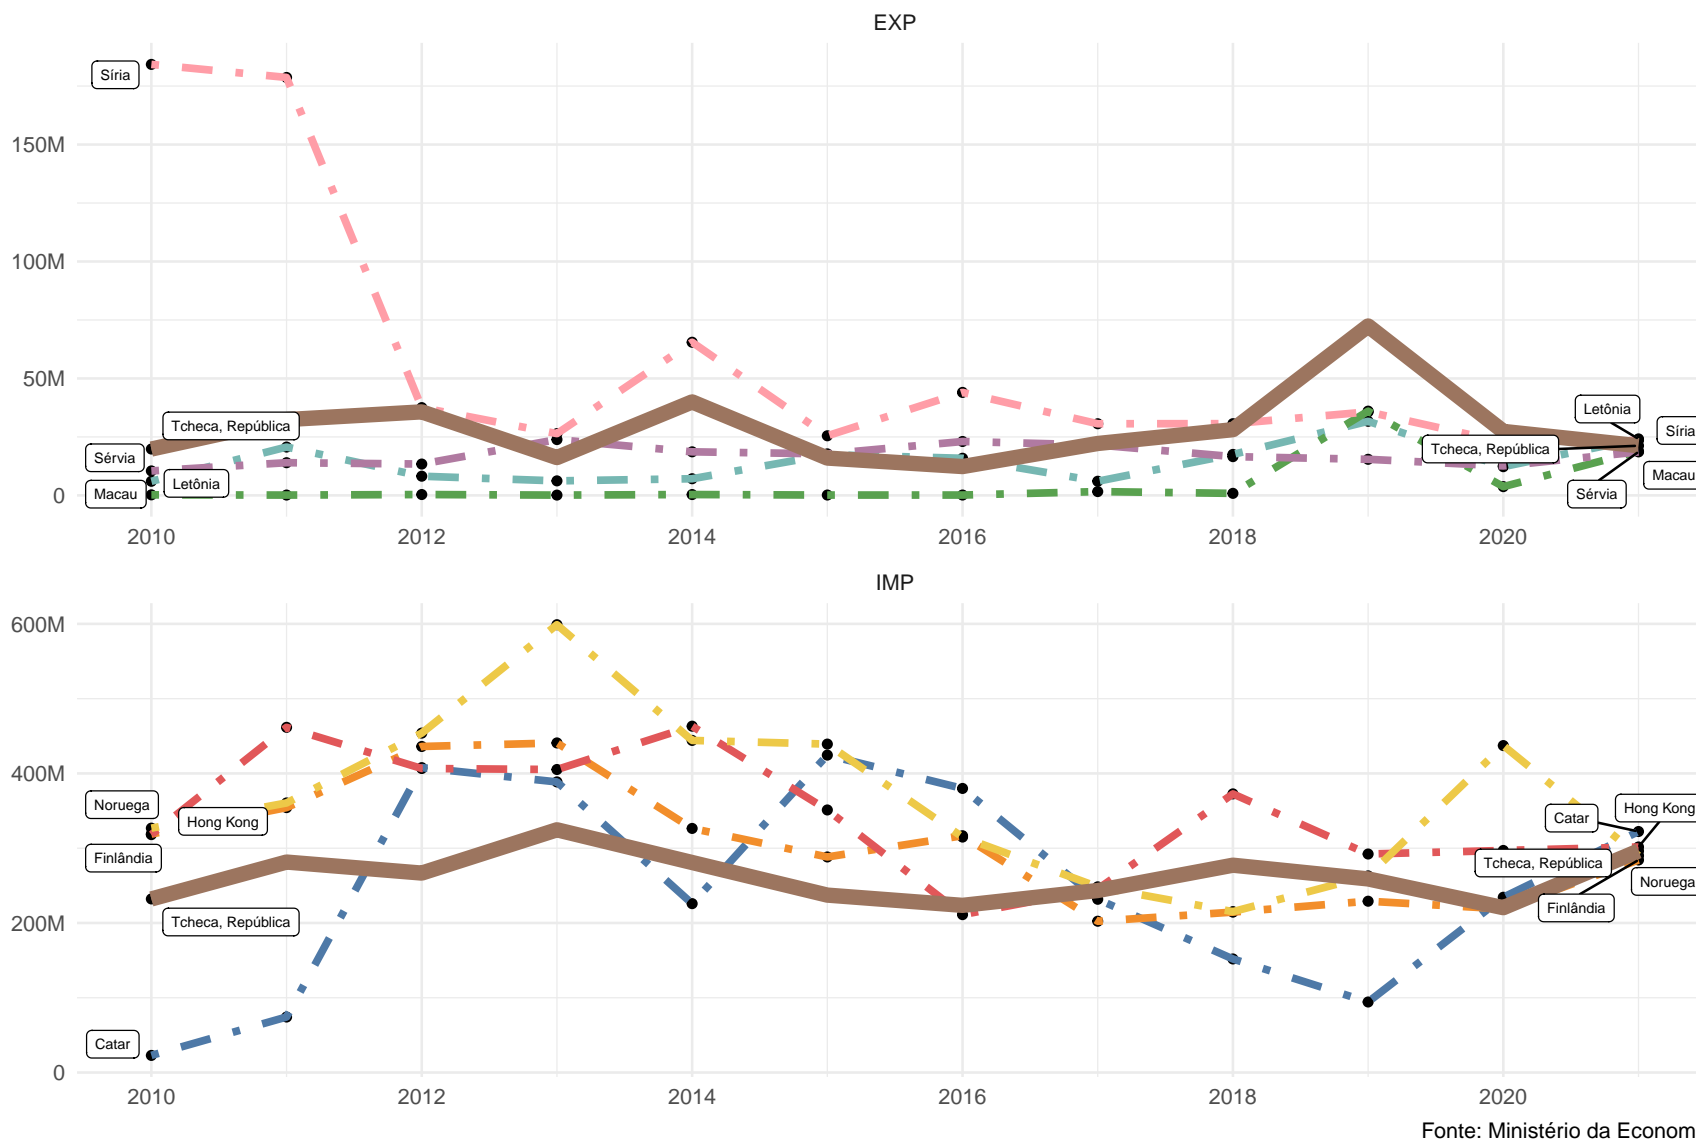 EXP
Síria
150M
100M
50M
Tcheca, República
Letônia
Síria
Sérvia
Tcheca, República
Letônia
Macau
Macau
Sérvia
0
2010 2012 2014 2016 2018 2020
IMP
600M
400M
Noruega
Hong Kong
Hong Kong
Catar
Finlândia
Tcheca, República
Noruega
Tcheca, República
Finlândia
200M
Catar
0
2010 2012 2014 2016 2018 2020
Fonte: Ministério da Econom